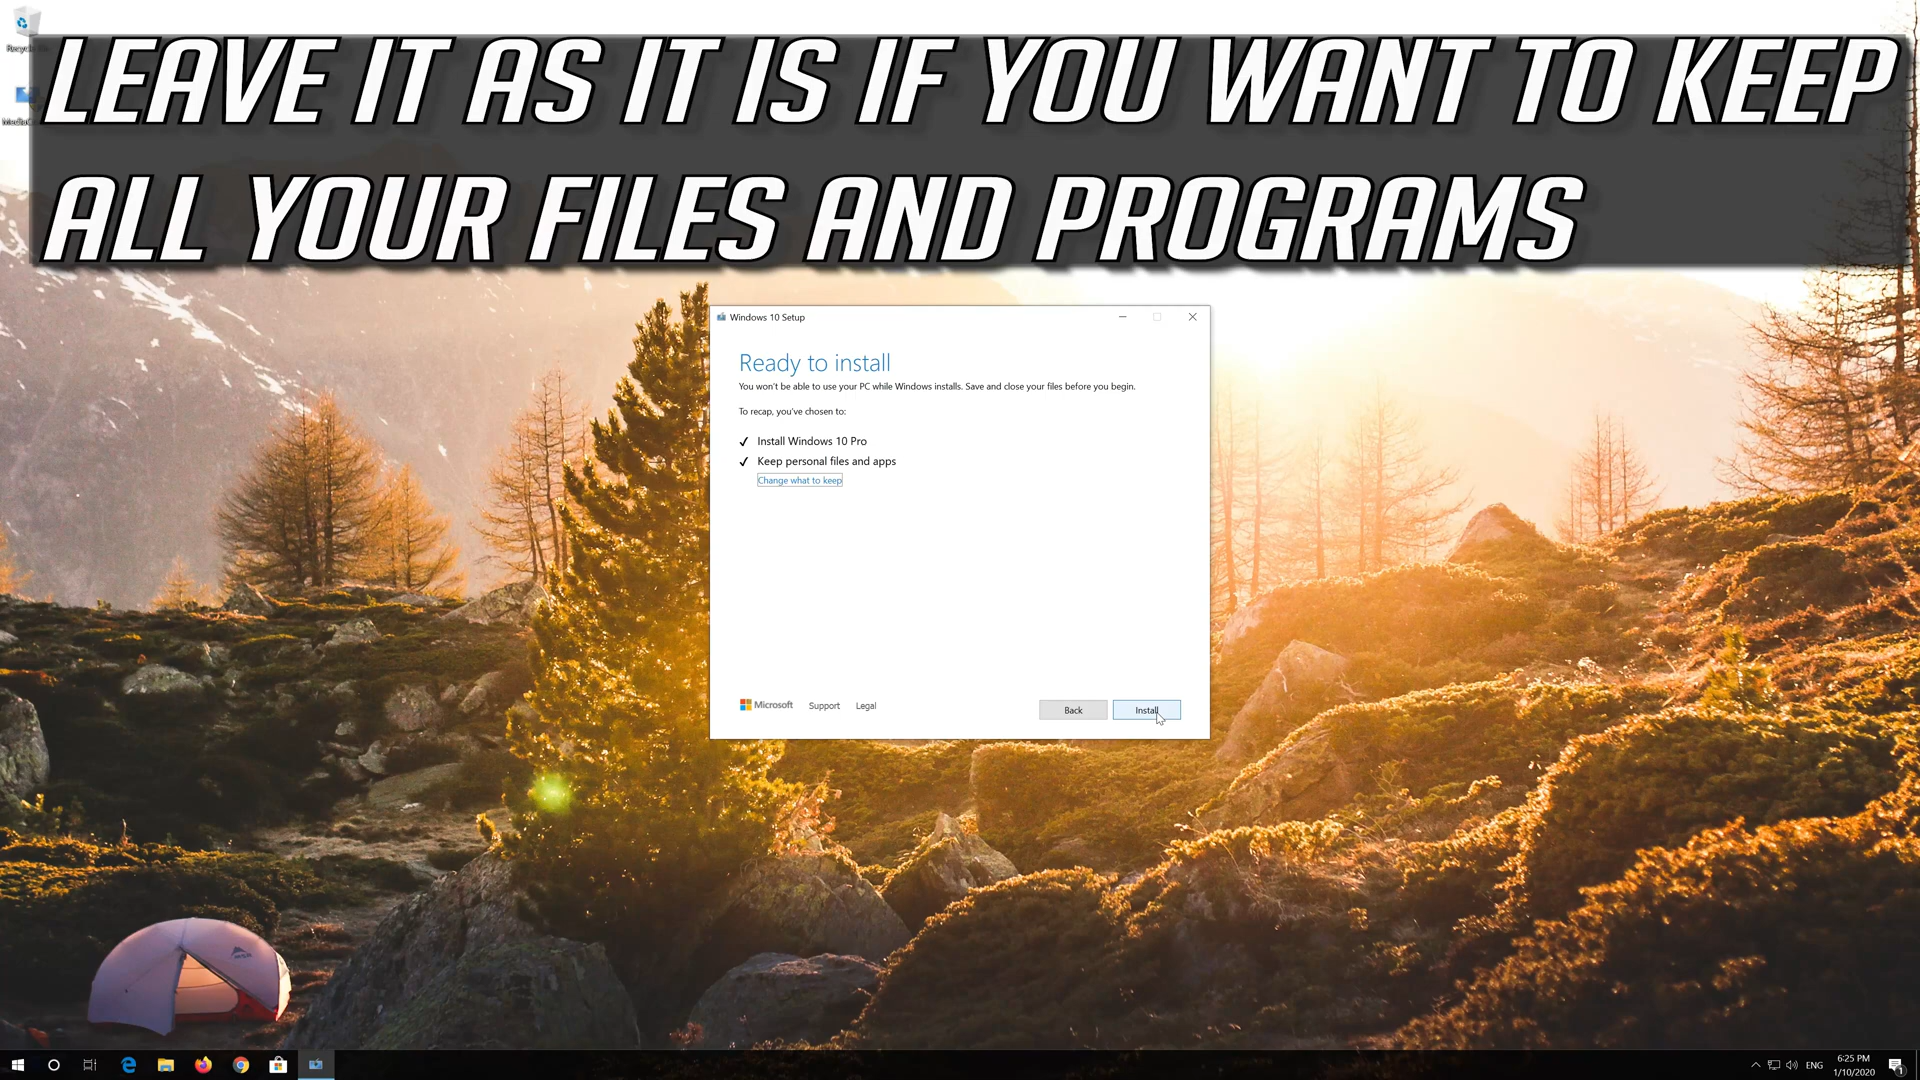 LEAVE IT AS IT IS IF YOU WANT TO KEEP
ALL YOUR FILES AND PROGRAMS
Windows 10 Setup
Ready to install
You won't be able to use your PC while Windows installs. Save and close your files before you begin.
To recap, you've chosen to:
Install Windows 10 Pro
Keep personal files and apps
Change what to keep
Microsoft Support Legal
Back Install
ENG
6:25 PM
1/10/2020